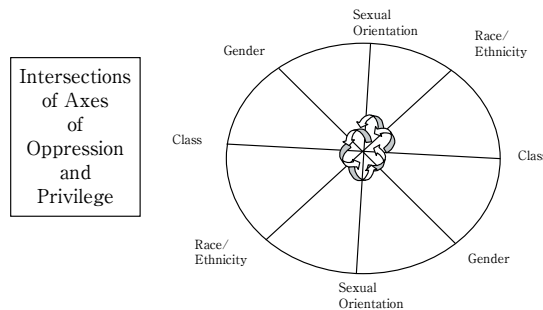 Intersections
of Axes
of
Oppression
and
Privilege
Sexual
Orientation
Gender
Race/
Ethnicity
Class
Clas
Race/
Ethnicity
Gender
Sexual
Orientation